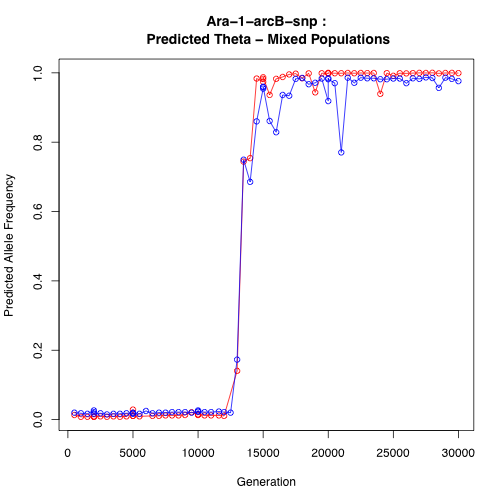 Ara−1−arcB−snp :
Predicted Theta − Mixed Populations
Predicted Allele Frequency
1.0
0.8
0.6
0.4
0.2
0.0
0 5000 10000 15000 20000 25000 30000
Generation